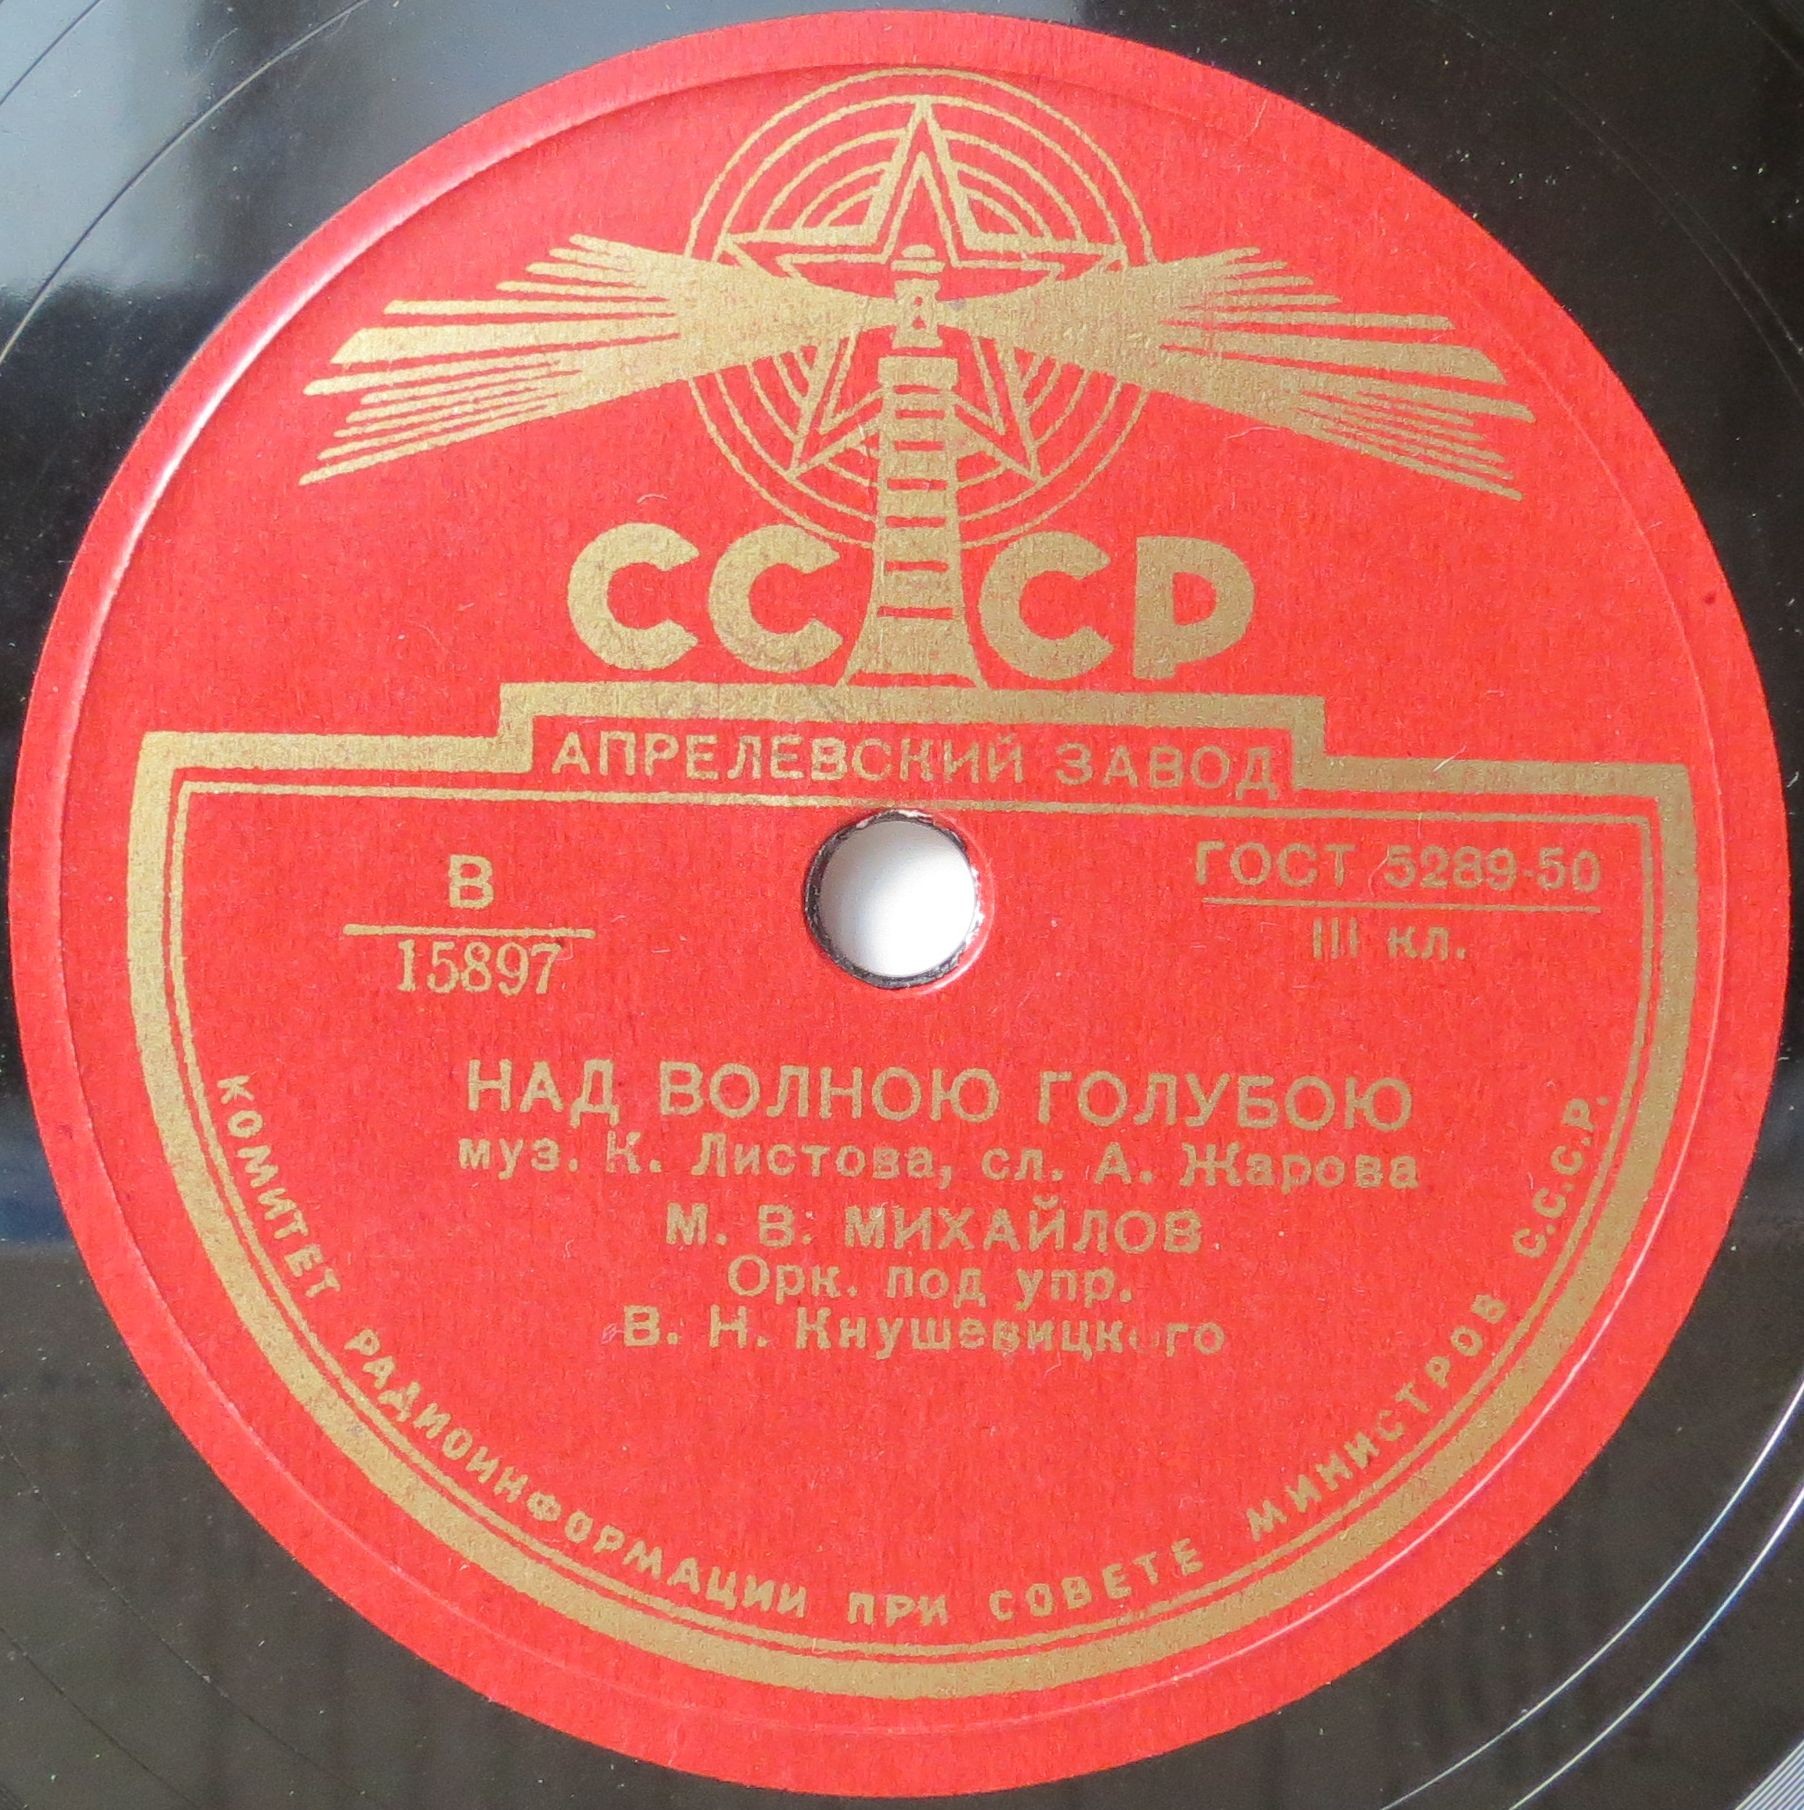 СССР
АПРЕЛЕВСКИЙ ЗАВОД
В
15897
ГОСТ 5289-50
III кл.
НАД ВОЛНОЮ ГОЛУБОЮ
муз. К. Листова, сл. А. Жарова
М. В. МИХАЙЛОВ
Орк. под упр.
В. Н. Кнушевицкого
КОМИТЕТ РАДИОИНФОРМАЦИИ ПРИ СОВЕТЕ МИНИСТРОВ С.С.С.Р.